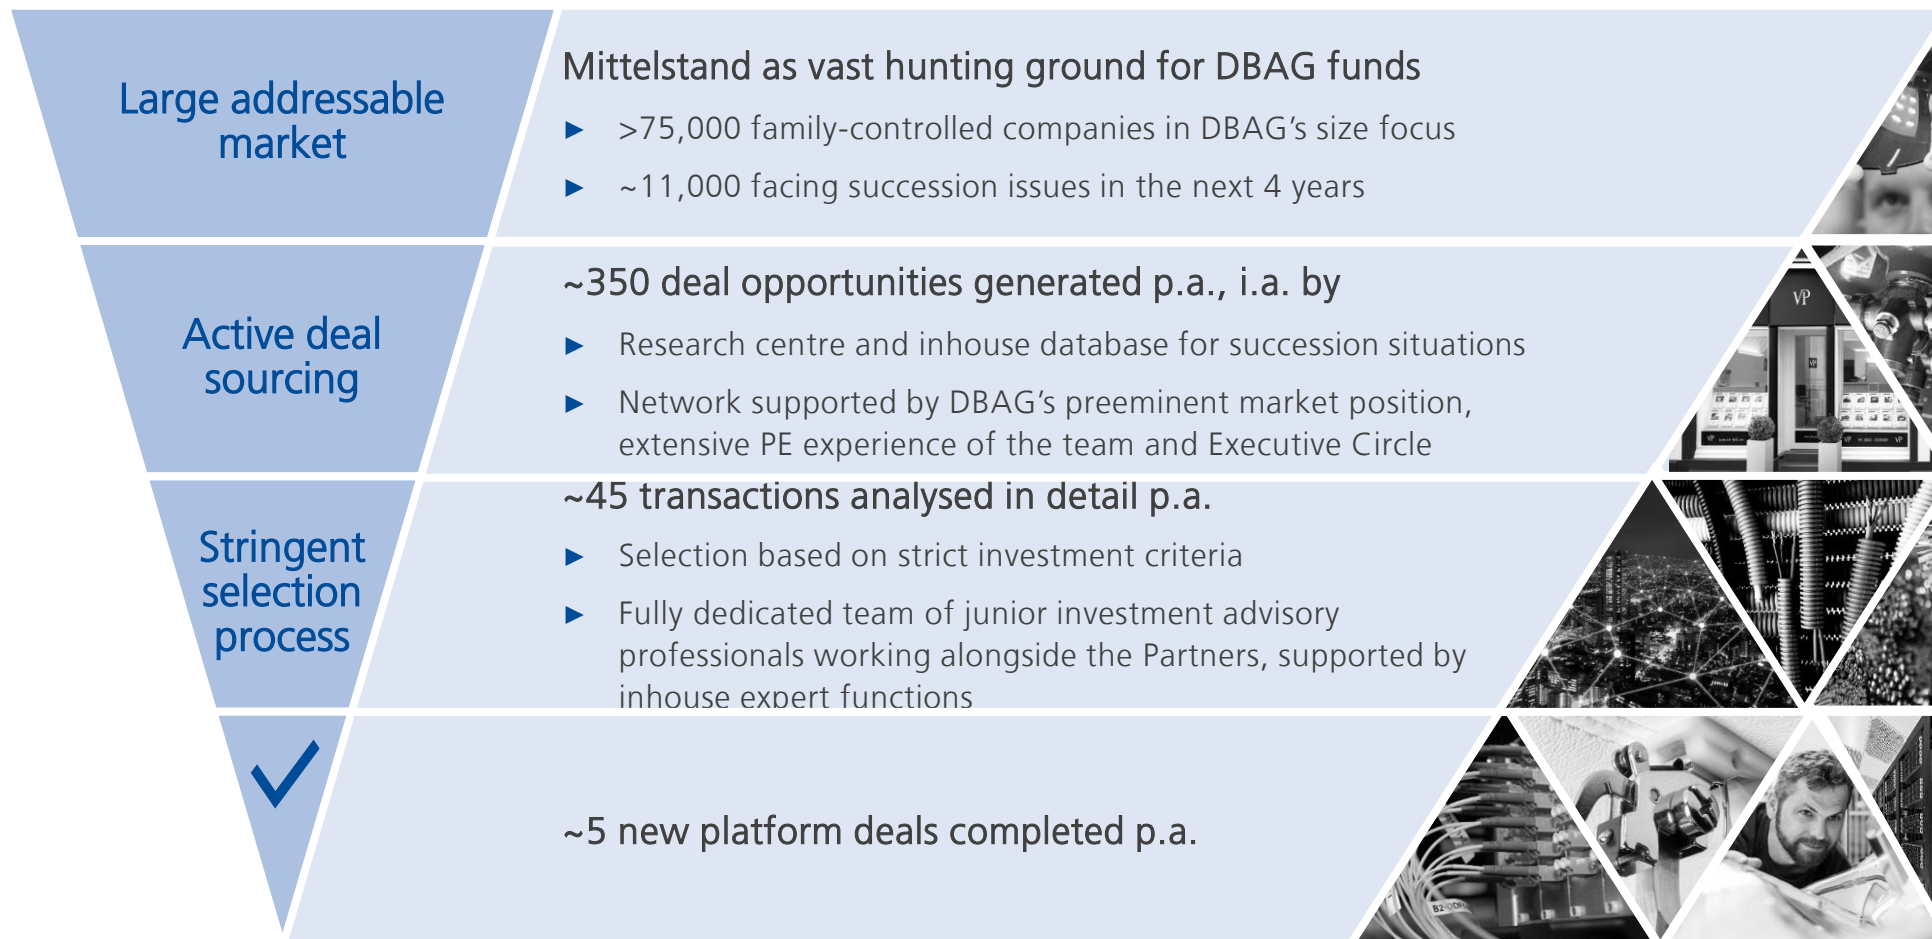 Large addressable
market
Mittelstand as vast hunting ground for DBAG funds
► >75,000 family-controlled companies in DBAG's size focus
► ~11,000 facing succession issues in the next 4 years
Active deal
sourcing
~350 deal opportunities generated p.a., i.a. by
► Research centre and inhouse database for succession situations
► Network supported by DBAG's preeminent market position,
extensive PE experience of the team and Executive Circle
VP
VP
VP
VP
Stringent
selection
process
~45 transactions analysed in detail p.a.
► Selection based on strict investment criteria
► Fully dedicated team of junior investment advisory
professionals working alongside the Partners, supported by
inhouse expert functions
✓
~5 new platform deals completed p.a.